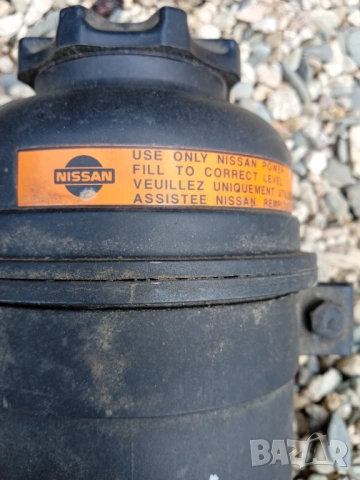 NISSAN
USE ONLY NISSAN POWER
FILL TO CORRECT LEVEL
VEUILLEZ UNIQUEMENT
ASSISTEE NISSAN
BAZAR